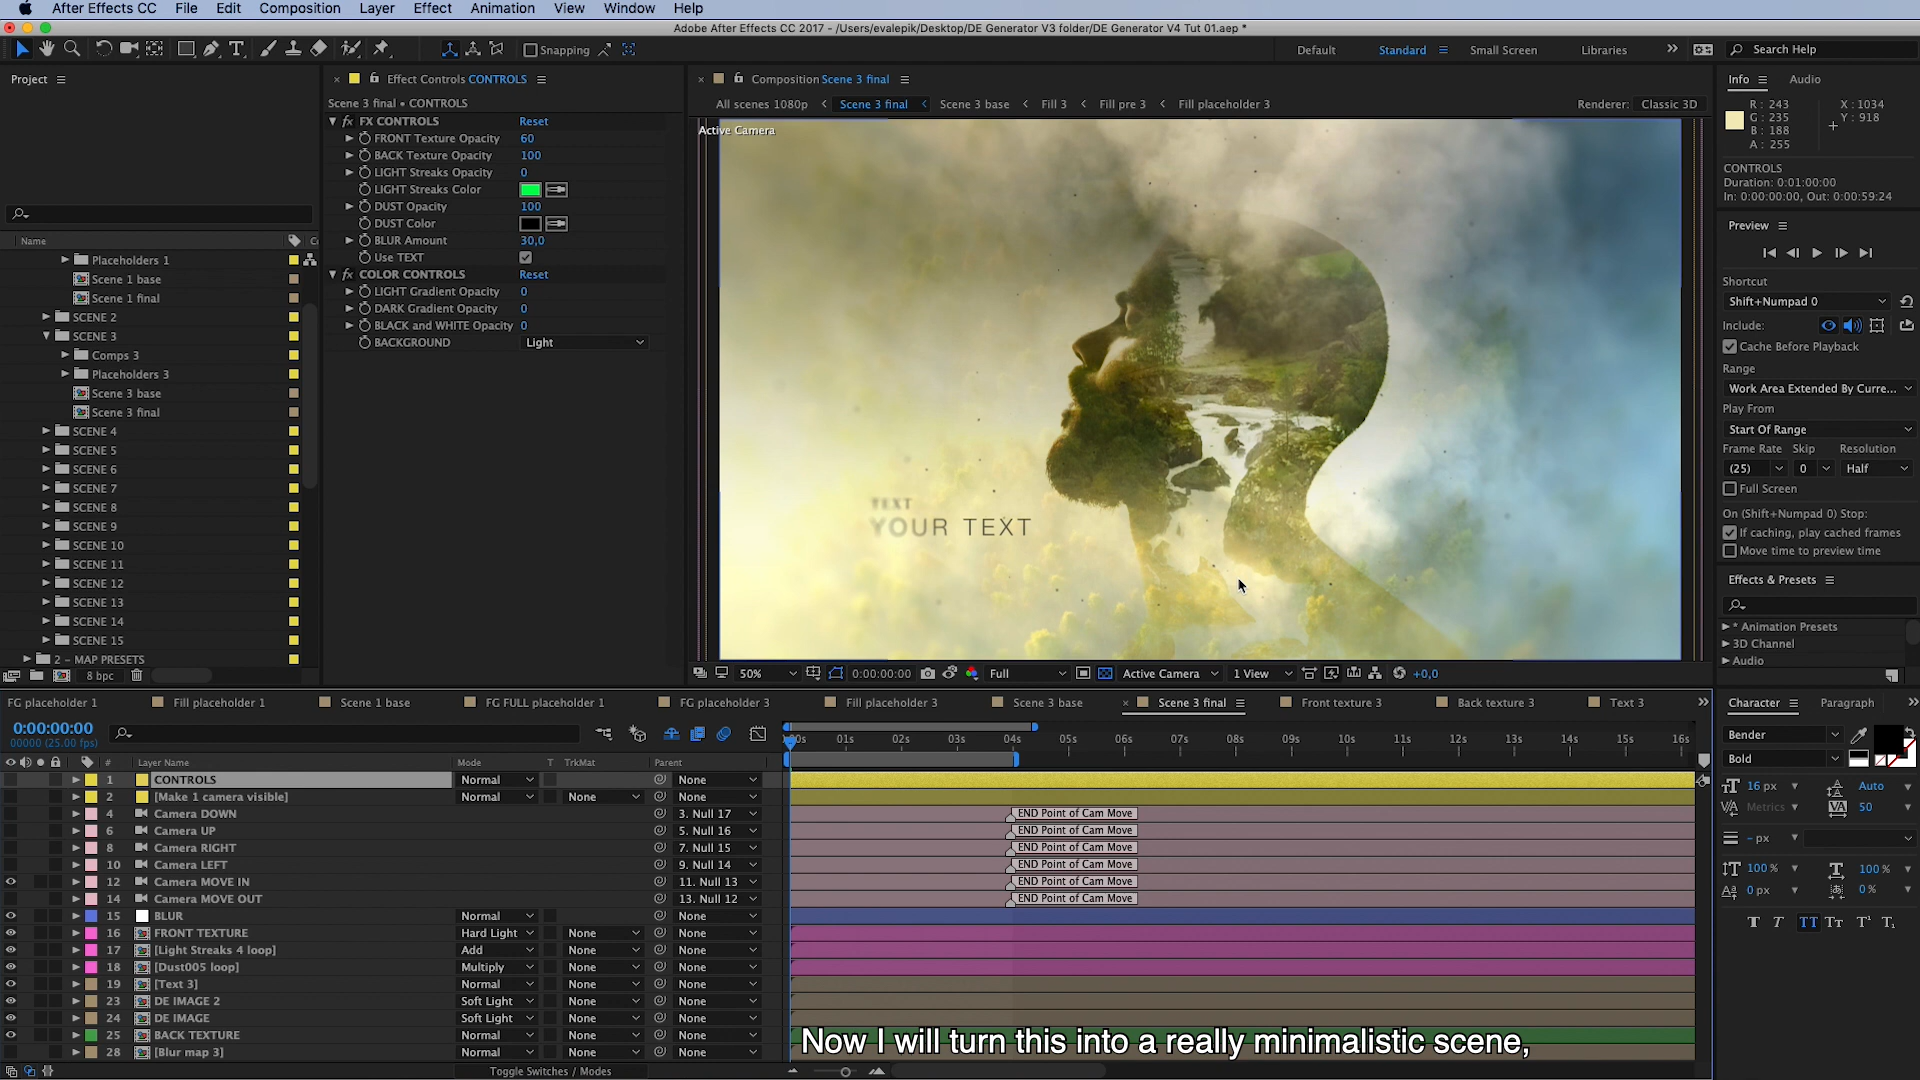 After Effects CC File Edit Composition Layer Effect Animation View Window Help
Adobe After Effects CC 2017 - /Users/evalepik/Desktop/DE Generator V3 folder/DE Generator V4 Tut 01.aep *
Snapping Default Standard Small Screen Libraries Search Help
Project
Name
Placeholders 1
Scene 1 base
Scene 1 final
SCENE 2
SCENE 3
Comps 3
Placeholders 3
Scene 3 base
Scene 3 final
SCENE 4
SCENE 5
SCENE 6
SCENE 7
SCENE 8
SCENE 9
SCENE 10
SCENE 11
SCENE 12
SCENE 13
SCENE 14
SCENE 15
2 - MAP PRESETS
8 bpc
Effect Controls CONTROLS
Scene 3 final • CONTROLS
fx FX CONTROLS Reset
FRONT Texture Opacity 60
BACK Texture Opacity 100
LIGHT Streaks Opacity 0
LIGHT Streaks Color
DUST Opacity 100
DUST Color
BLUR Amount 30,0
Use TEXT
fx COLOR CONTROLS Reset
LIGHT Gradient Opacity 0
DARK Gradient Opacity 0
BLACK and WHITE Opacity 0
BACKGROUND Light
Composition Scene 3 final
All scenes 1080p Scene 3 final Scene 3 base Fill 3 Fill pre 3 Fill placeholder 3
Renderer: Classic 3D
Active Camera
TEXT
YOUR TEXT
50% 0:00:00:00 Full Active Camera 1 View +0,0
Info Audio
R : 243 X : 1034
G : 235 Y : 918
B : 188
A : 255
CONTROLS
Duration: 0:01:00:00
In: 0:00:00:00, Out: 0:00:59:24
Preview
Shortcut
Shift+Numpad 0
Include:
Cache Before Playback
Range
Work Area Extended By Curre...
Play From
Start Of Range
Frame Rate Skip Resolution
(25) 0 Half
Full Screen
On (Shift+Numpad 0) Stop:
If caching, play cached frames
Move time to preview time
Effects & Presets
* Animation Presets
3D Channel
Audio
FG placeholder 1 Fill placeholder 1 Scene 1 base FG FULL placeholder 1 FG placeholder 3 Fill placeholder 3 Scene 3 base Scene 3 final Front texture 3 Back texture 3 Text 3
0:00:00:00
00000 (25.00 fps)
01s 02s 03s 04s 05s 06s 07s 08s 09s 10s 11s 12s 13s 14s 15s 16s
# Layer Name Mode T TrkMat Parent
1 CONTROLS Normal None
2 [Make 1 camera visible] Normal None None
4 Camera DOWN 3. Null 17 END Point of Cam Move
6 Camera UP 5. Null 16 END Point of Cam Move
8 Camera RIGHT 7. Null 15 END Point of Cam Move
10 Camera LEFT 9. Null 14 END Point of Cam Move
12 Camera MOVE IN 11. Null 13 END Point of Cam Move
14 Camera MOVE OUT 13. Null 12 END Point of Cam Move
15 BLUR Normal None
16 FRONT TEXTURE Hard Light None None
17 [Light Streaks 4 loop] Add None None
18 [Dust005 loop] Multiply None None
19 [Text 3] Normal None None
23 DE IMAGE 2 Soft Light None None
24 DE IMAGE Soft Light None None
25 BACK TEXTURE Normal None None
28 [Blur map 3] Normal None None
Toggle Switches / Modes
Now I will turn this into a really minimalistic scene,
Character Paragraph
Bender
Bold
16 px Auto
Metrics 50
- px
100 % 100 %
0 px 0 %
T T TT Tt T¹ T₁